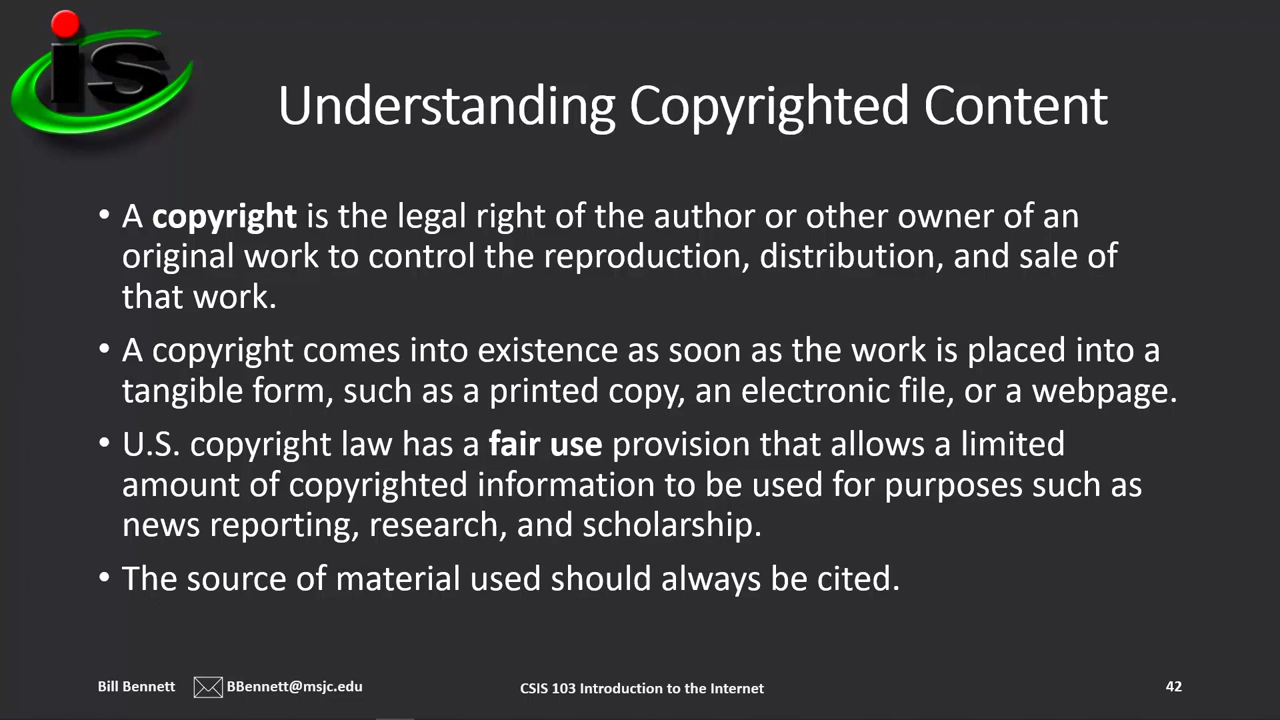 is
Understanding Copyrighted Content
• A copyright is the legal right of the author or other owner of an
original work to control the reproduction, distribution, and sale of
that work.
• A copyright comes into existence as soon as the work is placed into a
tangible form, such as a printed copy, an electronic file, or a webpage.
• U.S. copyright law has a fair use provision that allows a limited
amount of copyrighted information to be used for purposes such as
news reporting, research, and scholarship.
• The source of material used should always be cited.
Bill Bennett BBennett@msjc.edu CSIS 103 Introduction to the Internet 42